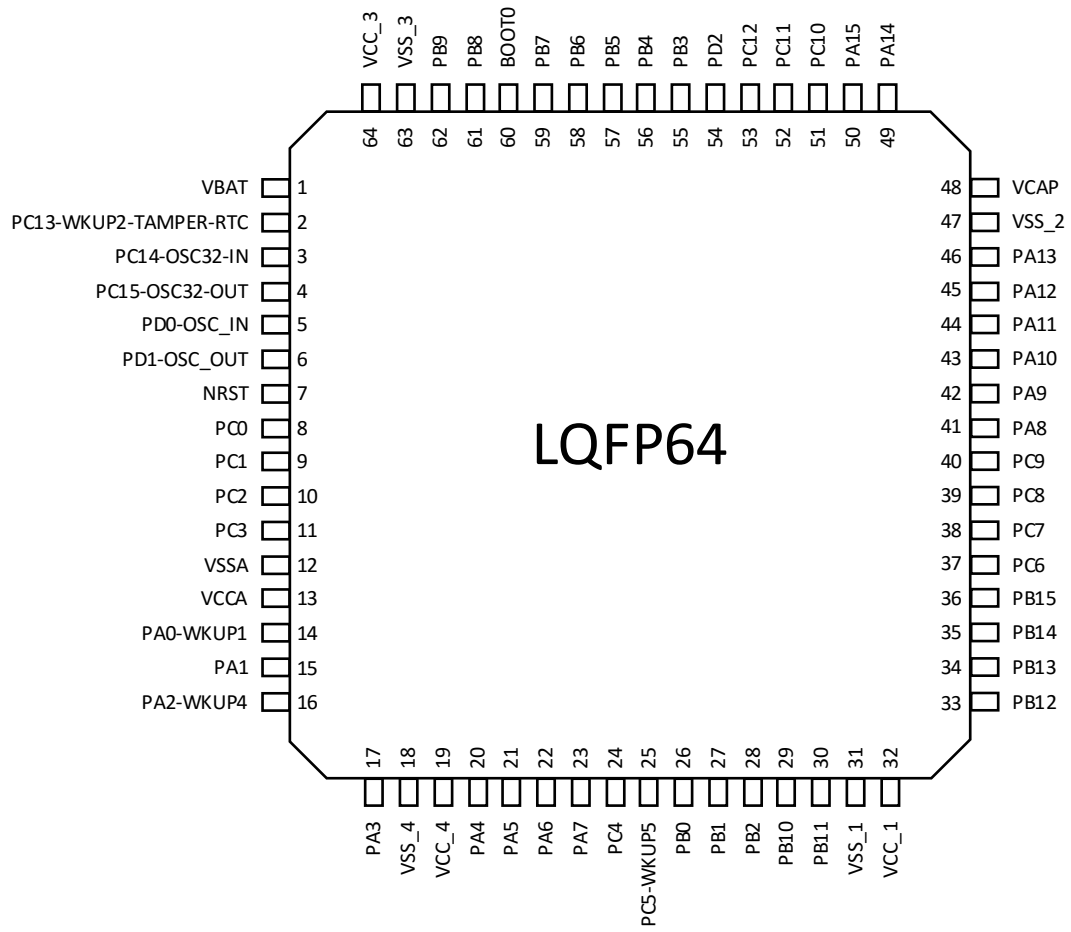 VCC_3
VSS_3
PB9
PB8
BOOT0
PB7
PB6
PB5
PB4
PB3
PD2
PC12
PC11
PC10
PA15
PA14
64
63
62
61
60
59
58
57
56
55
54
53
52
51
50
49
VBAT 1
PC13-WKUP2-TAMPER-RTC 2
PC14-OSC32-IN 3
PC15-OSC32-OUT 4
PD0-OSC_IN 5
PD1-OSC_OUT 6
NRST 7
PC0 8
PC1 9
PC2 10
PC3 11
VSSA 12
VCCA 13
PA0-WKUP1 14
PA1 15
PA2-WKUP4 16
LQFP64
48 VCAP
47 VSS_2
46 PA13
45 PA12
44 PA11
43 PA10
42 PA9
41 PA8
40 PC9
39 PC8
38 PC7
37 PC6
36 PB15
35 PB14
34 PB13
33 PB12
17
18
19
20
21
22
23
24
25
26
27
28
29
30
31
32
PA3
VSS_4
VCC_4
PA4
PA5
PA6
PA7
PC4
PC5-WKUP5
PB0
PB1
PB2
PB10
PB11
VSS_1
VCC_1